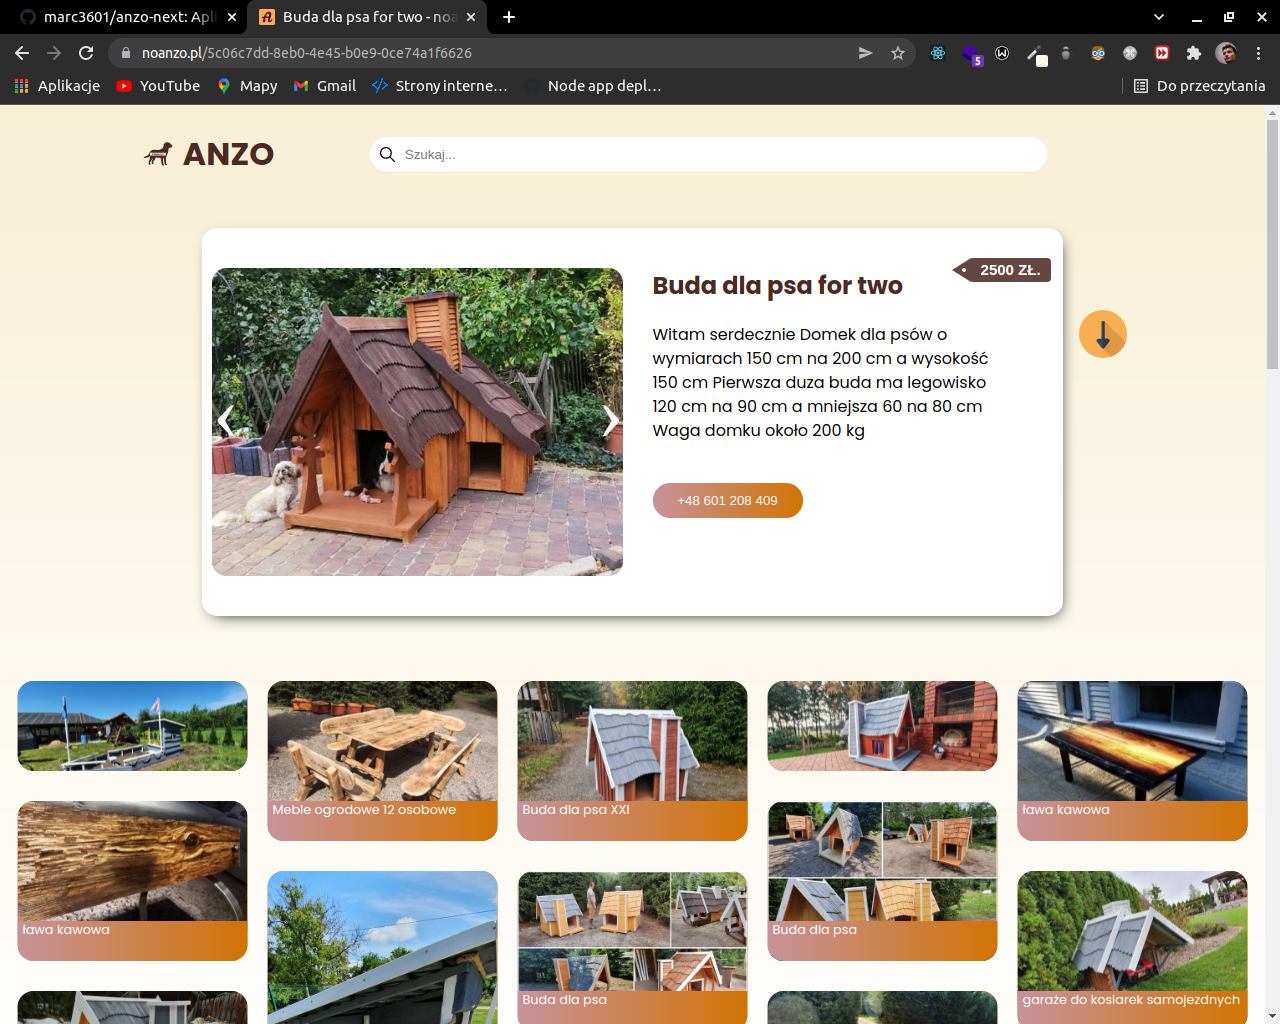 marc3601/anzo-next: Apli
Buda dla psa for two - noa
noanzo.pl/5c06c7dd-8eb0-4e45-b0e9-0ce74a1f6626
5
Aplikacje
YouTube
Mapy
Gmail
Strony interne…
Node app depl…
Do przeczytania
ANZO
Szukaj...
2500 ZŁ.
Buda dla psa for two
Witam serdecznie Domek dla psów o
wymiarach 150 cm na 200 cm a wysokość
150 cm Pierwsza duza buda ma legowisko
120 cm na 90 cm a mniejsza 60 na 80 cm
Waga domku około 200 kg
+48 601 208 409
Meble ogrodowe 12 osobowe
Buda dla psa XXl
ława kawowa
ława kawowa
Buda dla psa
Buda dla psa
garaże do kosiarek samojezdnych